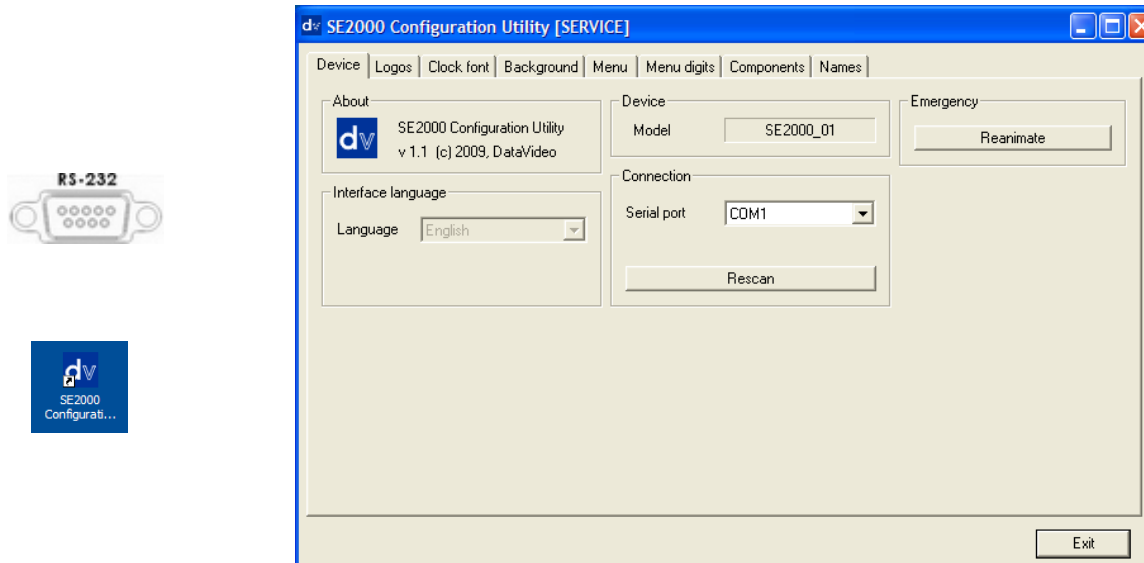 RS-232
dv
SE2000
Configurati...
dv SE2000 Configuration Utility [SERVICE]
Device Logos Clock font Background Menu Menu digits Components Names
About
dv
SE2000 Configuration Utility
v 1.1 (c) 2009, DataVideo
Interface language
Language English
Device
Model SE2000_01
Connection
Serial port COM1
Rescan
Emergency
Reanimate
Exit